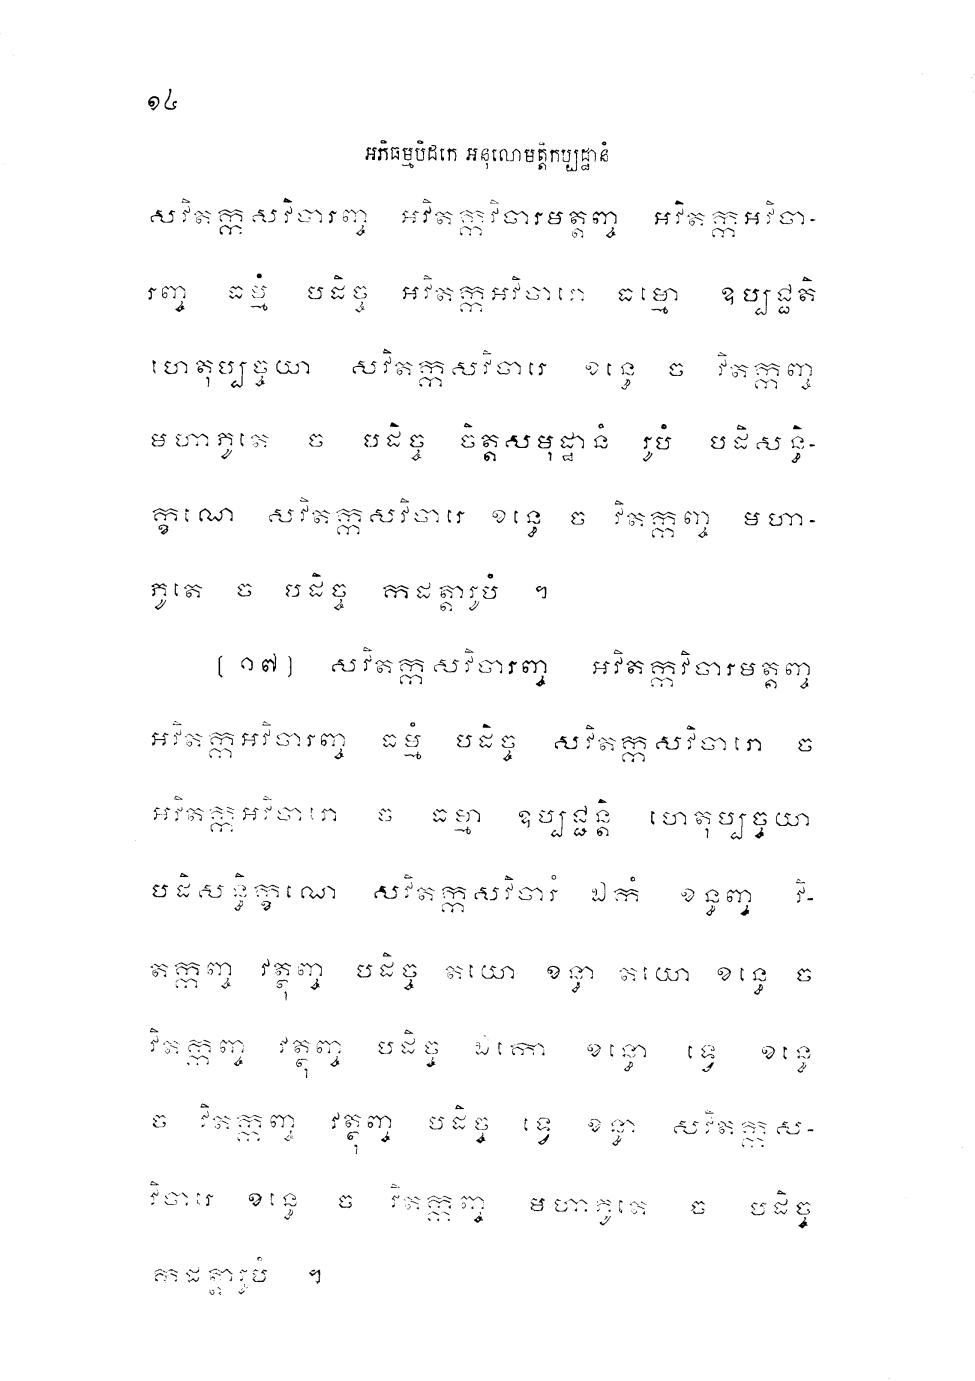 ១៤
អភិធម្មបិដកេ អនុលោមត្តិកប្បដ្ឋានំ
សវិតក្កសវិចារញ្ច អវិតក្កវិចារមត្តញ្ច អវិតក្កអវិចា-
រញ្ច ធម្មំ បដិច្ច អវិតក្កអវិចារោ ធម្មោ ឧប្បជ្ជតិ
ហេតុប្បច្ចយា សវិតក្កសវិចារេ ខន្ធេ ច វិតក្កញ្ច
មហាភូតេ ច បដិច្ច ចិត្តសមុដ្ឋានំ រូបំ បដិសន្ធិ-
ក្ខណេ សវិតក្កសវិចារេ ខន្ធេ ច វិតក្កញ្ច មហា-
ភូតេ ច បដិច្ច កដត្តារូបំ ។
(១៧) សវិតក្កសវិចារញ្ច អវិតក្កវិចារមត្តញ្ច
អវិតក្កអវិចារញ្ច ធម្មំ បដិច្ច សវិតក្កសវិចារោ ច
អវិតក្កអវិចារោ ច ធម្មា ឧប្បជ្ជន្តិ ហេតុប្បច្ចយា
បដិសន្ធិក្ខណេ សវិតក្កសវិចារំ ឯកំ ខន្ធញ្ច វិ-
តក្កញ្ច វត្ថុញ្ច បដិច្ច តយោ ខន្ធា តយោ ខន្ធេ ច
វិតក្កញ្ច វត្ថុញ្ច បដិច្ច ឯកោ ខន្ធោ ទ្វេ ខន្ធេ
ច វិតក្កញ្ច វត្ថុញ្ច បដិច្ច ទ្វេ ខន្ធា សវិតក្កស-
វិចារេ ខន្ធេ ច វិតក្កញ្ច មហាភូតេ ច បដិច្ច
កដត្តារូបំ ។